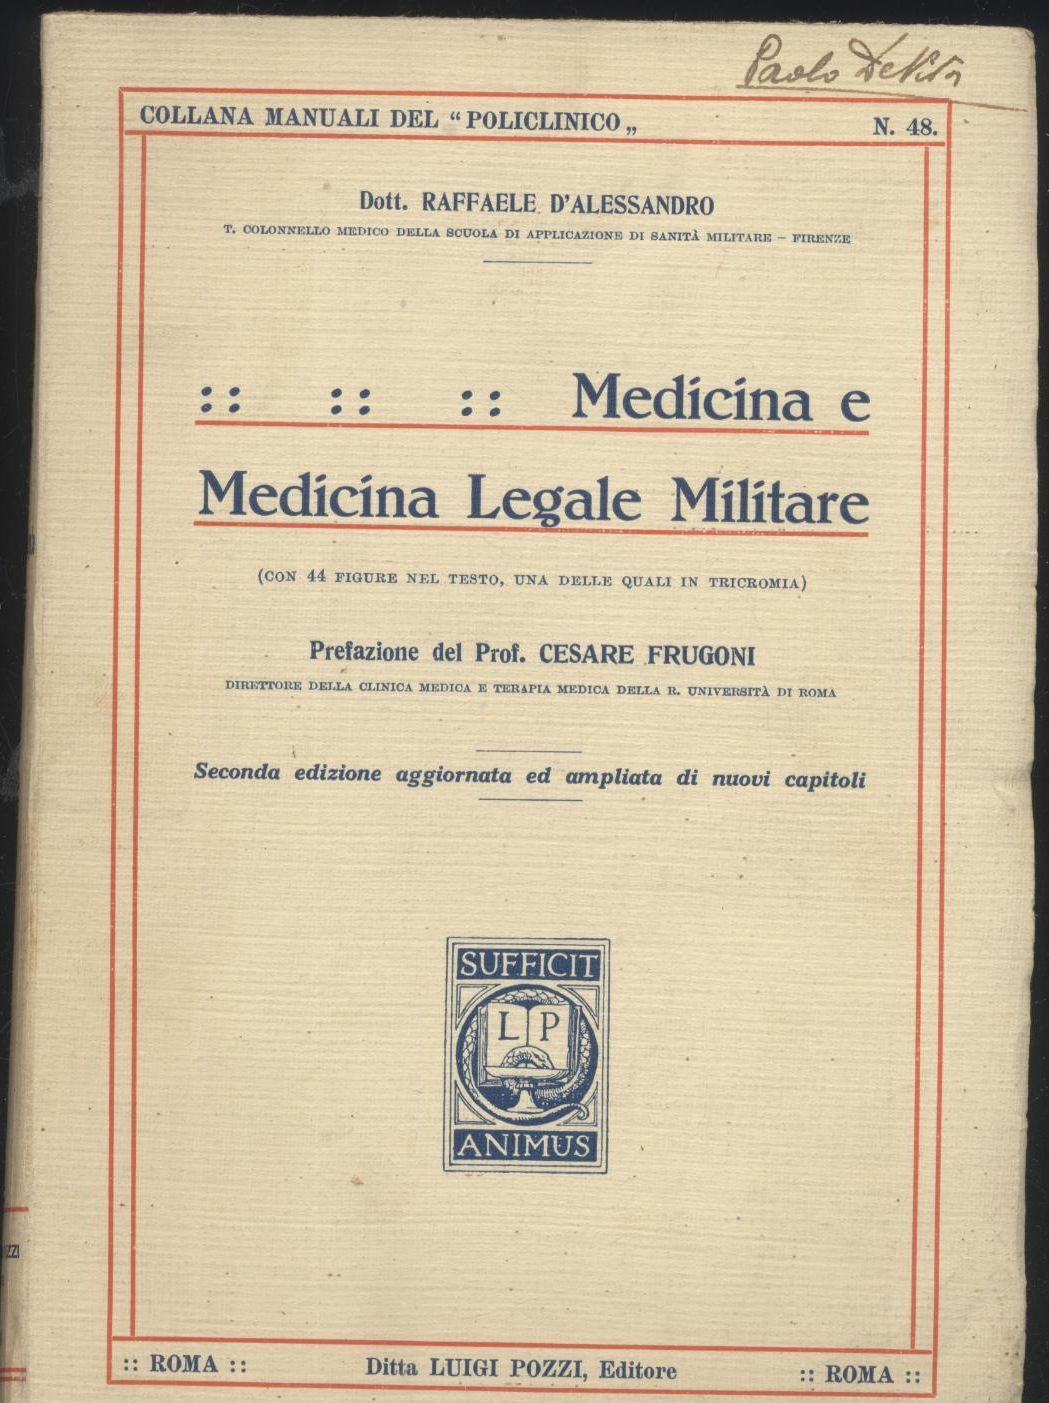 Paolo DeVita
COLLANA MANUALI DEL “ POLICLINICO „ N. 48.
Dott. RAFFAELE D'ALESSANDRO
T. COLONNELLO MEDICO DELLA SCUOLA DI APPLICAZIONE DI SANITÀ MILITARE – FIRENZE
:: :: :: Medicina e
Medicina Legale Militare
(CON 44 FIGURE NEL TESTO, UNA DELLE QUALI IN TRICROMIA)
Prefazione del Prof. CESARE FRUGONI
DIRETTORE DELLA CLINICA MEDICA E TERAPIA MEDICA DELLA R. UNIVERSITÀ DI ROMA
Seconda edizione aggiornata ed ampliata di nuovi capitoli
SUFFICIT
L P
ANIMUS
:: ROMA :: Ditta LUIGI POZZI, Editore :: ROMA ::